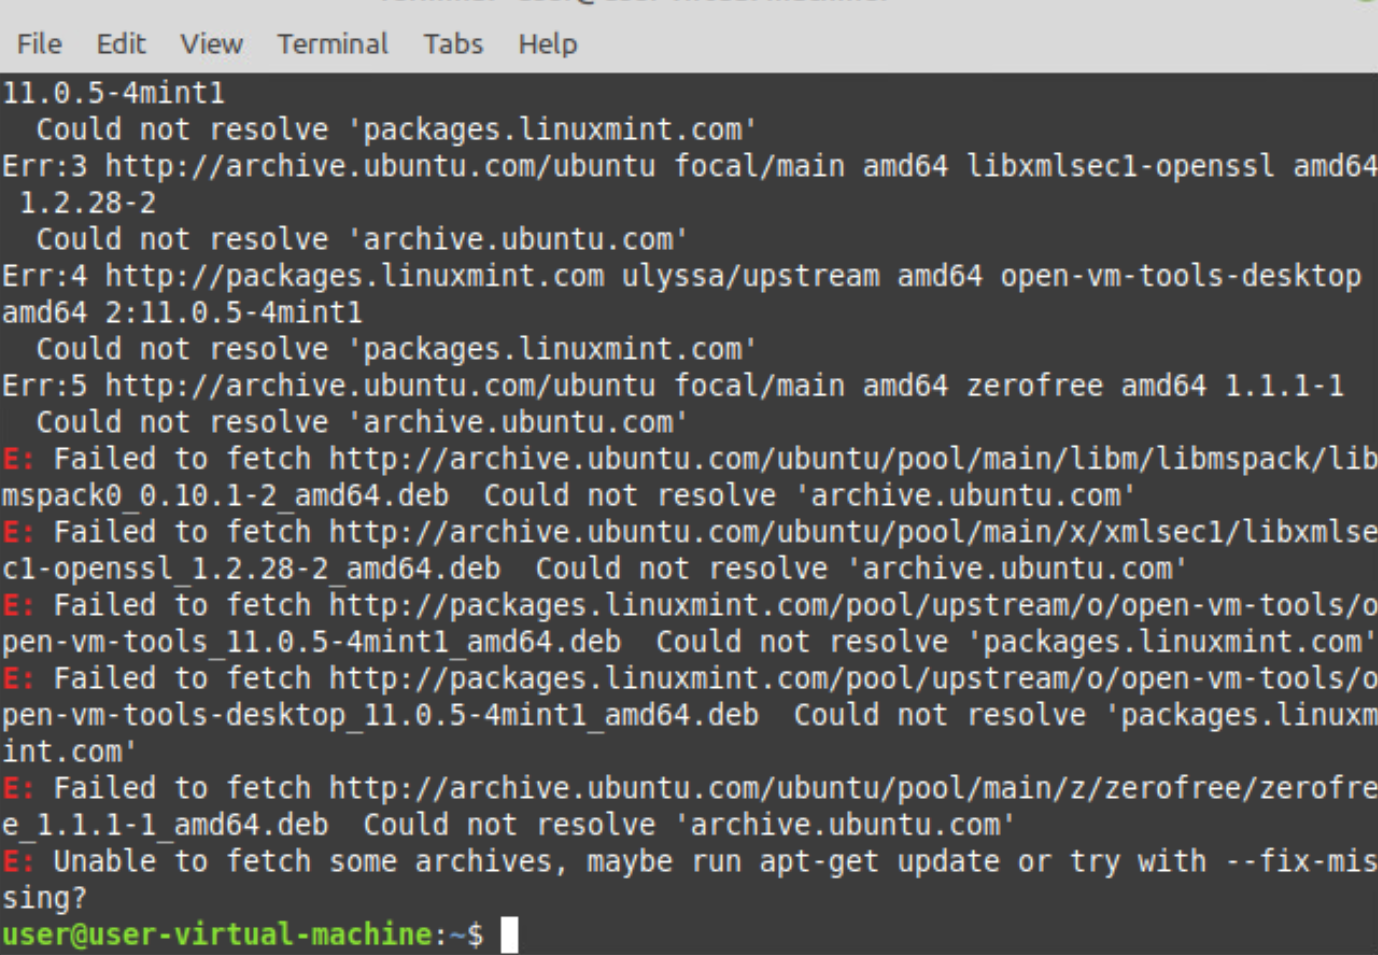 File Edit View Terminal Tabs Help
11.0.5-4mint1
  Could not resolve 'packages.linuxmint.com'
Err:3 http://archive.ubuntu.com/ubuntu focal/main amd64 libxmlsec1-openssl amd64
 1.2.28-2
  Could not resolve 'archive.ubuntu.com'
Err:4 http://packages.linuxmint.com ulyssa/upstream amd64 open-vm-tools-desktop
amd64 2:11.0.5-4mint1
  Could not resolve 'packages.linuxmint.com'
Err:5 http://archive.ubuntu.com/ubuntu focal/main amd64 zerofree amd64 1.1.1-1
  Could not resolve 'archive.ubuntu.com'
E: Failed to fetch http://archive.ubuntu.com/ubuntu/pool/main/libm/libmspack/lib
mspack0_0.10.1-2_amd64.deb  Could not resolve 'archive.ubuntu.com'
E: Failed to fetch http://archive.ubuntu.com/ubuntu/pool/main/x/xmlsec1/libxmlse
c1-openssl_1.2.28-2_amd64.deb  Could not resolve 'archive.ubuntu.com'
E: Failed to fetch http://packages.linuxmint.com/pool/upstream/o/open-vm-tools/o
pen-vm-tools_11.0.5-4mint1_amd64.deb  Could not resolve 'packages.linuxmint.com'
E: Failed to fetch http://packages.linuxmint.com/pool/upstream/o/open-vm-tools/o
pen-vm-tools-desktop_11.0.5-4mint1_amd64.deb  Could not resolve 'packages.linuxm
int.com'
E: Failed to fetch http://archive.ubuntu.com/ubuntu/pool/main/z/zerofree/zerofre
e_1.1.1-1_amd64.deb  Could not resolve 'archive.ubuntu.com'
E: Unable to fetch some archives, maybe run apt-get update or try with --fix-mis
sing?
user@user-virtual-machine:~$